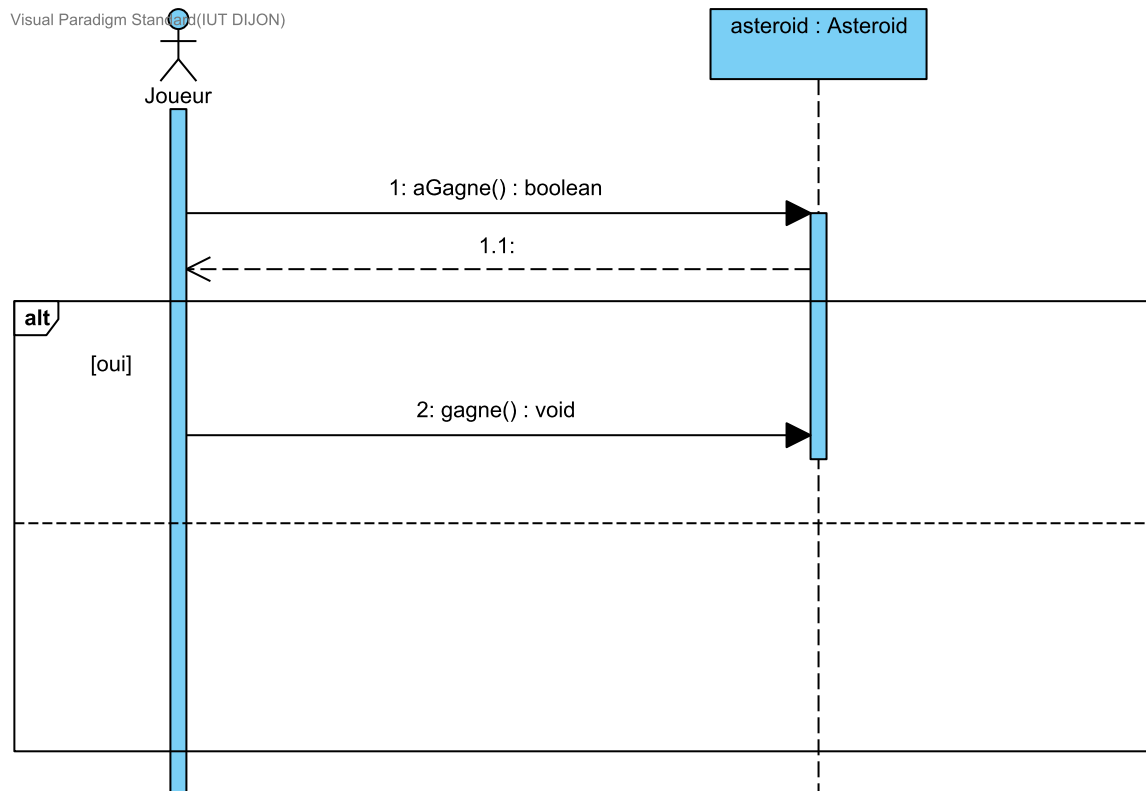 Visual Paradigm Standard(IUT DIJON)
asteroid : Asteroid
Joueur
1: aGagne() : boolean
1.1:
alt
[oui]
2: gagne() : void